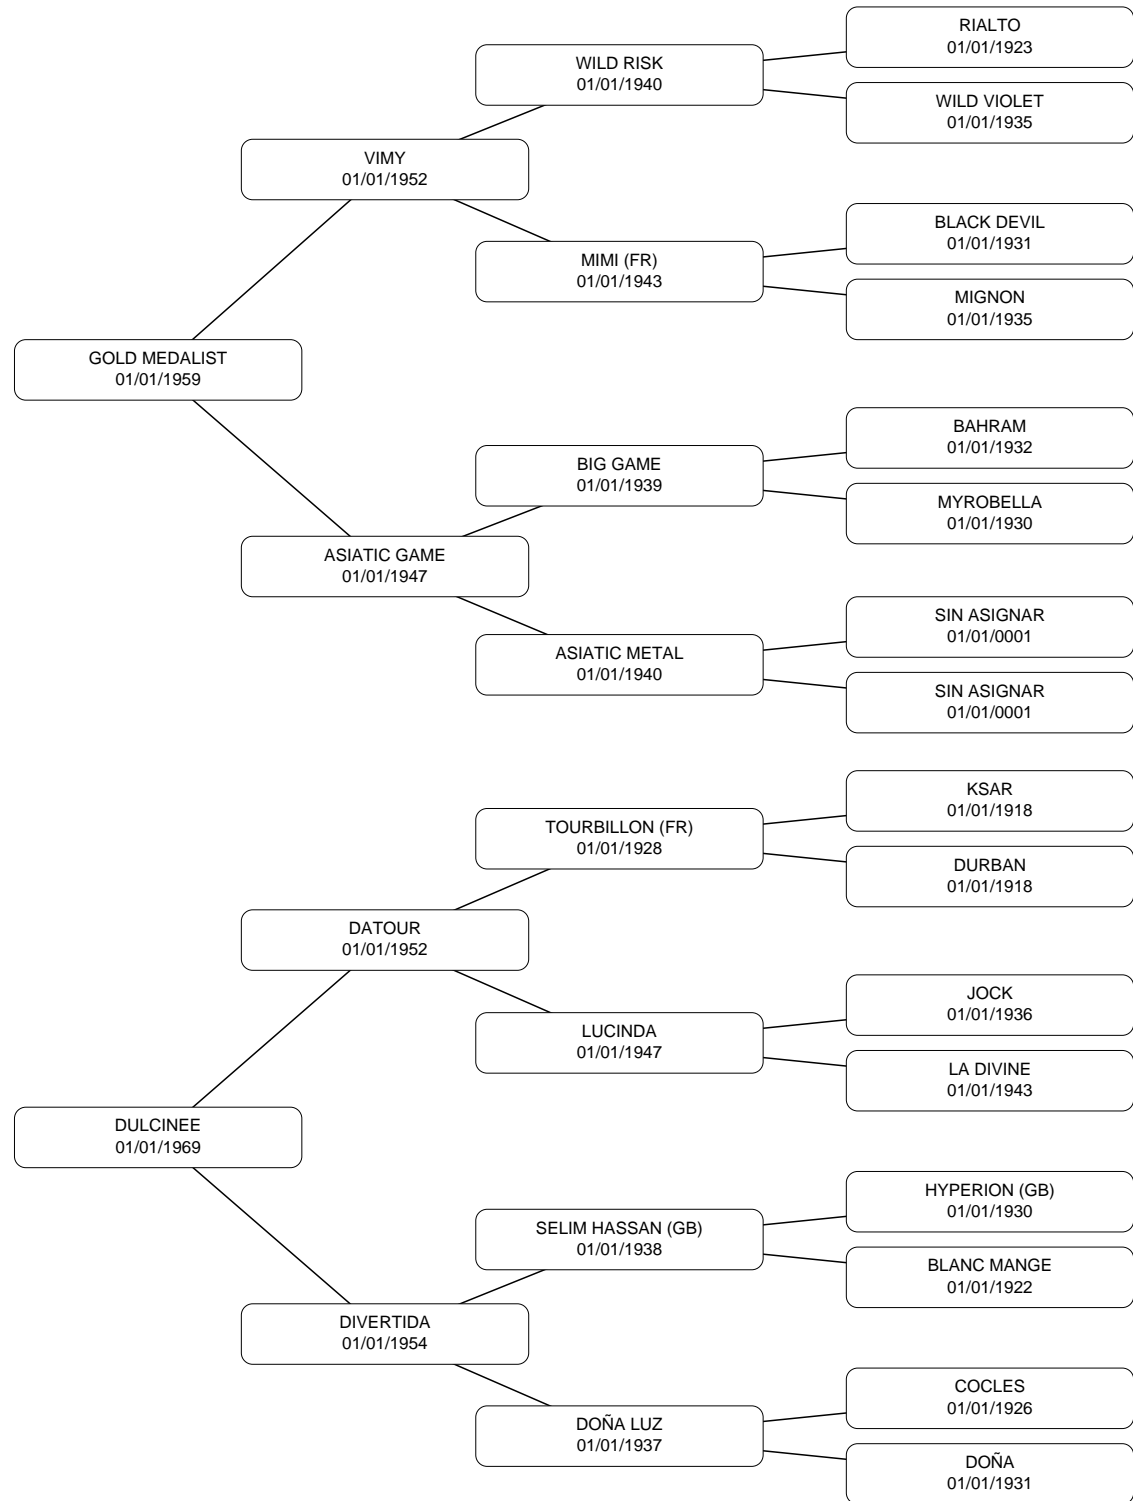 RIALTO
01/01/1923
WILD RISK
01/01/1940
WILD VIOLET
01/01/1935
VIMY
01/01/1952
BLACK DEVIL
01/01/1931
MIMI (FR)
01/01/1943
MIGNON
01/01/1935
GOLD MEDALIST
01/01/1959
BAHRAM
01/01/1932
BIG GAME
01/01/1939
MYROBELLA
01/01/1930
ASIATIC GAME
01/01/1947
SIN ASIGNAR
01/01/0001
ASIATIC METAL
01/01/1940
SIN ASIGNAR
01/01/0001
KSAR
01/01/1918
TOURBILLON (FR)
01/01/1928
DURBAN
01/01/1918
DATOUR
01/01/1952
JOCK
01/01/1936
LUCINDA
01/01/1947
LA DIVINE
01/01/1943
DULCINEE
01/01/1969
HYPERION (GB)
01/01/1930
SELIM HASSAN (GB)
01/01/1938
BLANC MANGE
01/01/1922
DIVERTIDA
01/01/1954
COCLES
01/01/1926
DOÑA LUZ
01/01/1937
DOÑA
01/01/1931